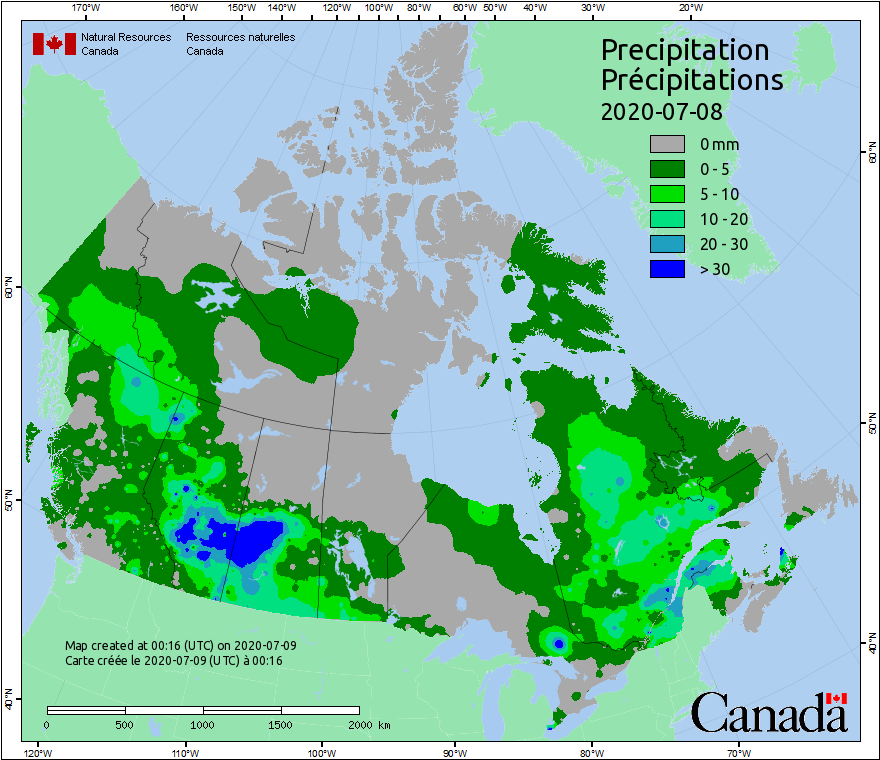 170°W 160°W 150°W 140°W 130°W 120°W 110°W 100°W 90°W 80°W 60°W 50°W 40°W 30°W 20°W
Natural Resources Ressources naturelles
Canada Canada
Precipitation
Précipitations
2020-07-08
0 mm
0 - 5
5 - 10
10 - 20
20 - 30
> 30
60°N
60°N
50°N
50°N
40°N
40°N
Map created at 00:16 (UTC) on 2020-07-09
Carte créée le 2020-07-09 (UTC) à 00:16
0 500 1000 1500 2000 km
Canada
120°W 110°W 100°W 90°W 80°W 70°W